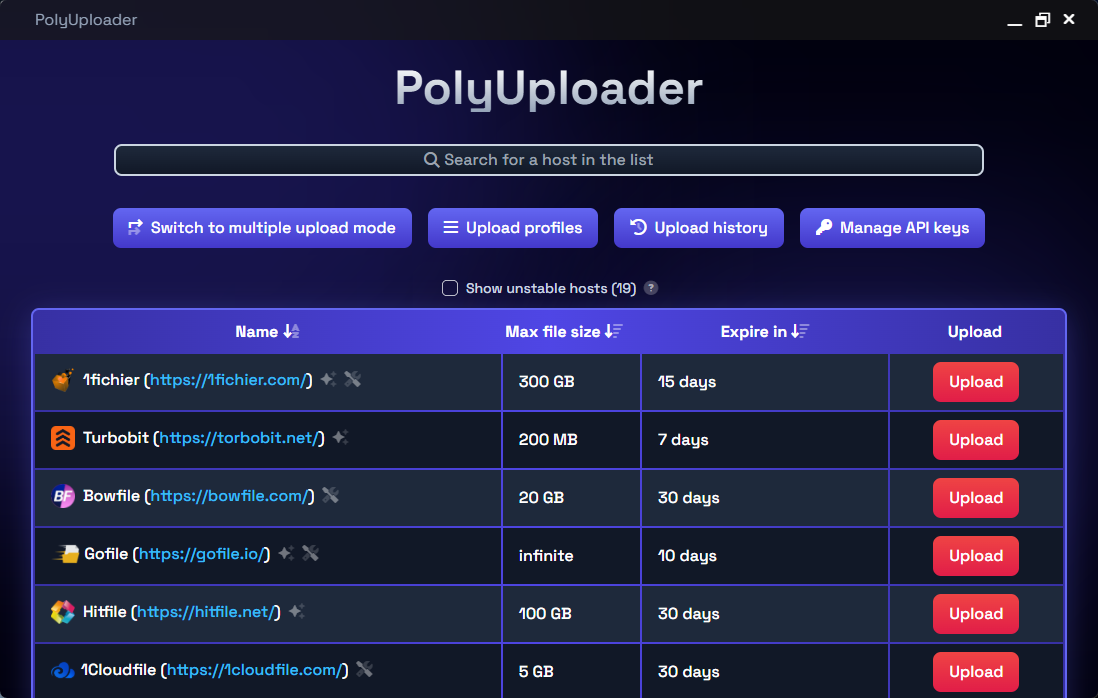 PolyUploader
PolyUploader
Search for a host in the list
Switch to multiple upload mode Upload profiles Upload history Manage API keys
Show unstable hosts (19) ?
Name Max file size Expire in Upload
1fichier (https://1fichier.com/) 300 GB 15 days Upload
Turbobit (https://torbobit.net/) 200 MB 7 days Upload
BF Bowfile (https://bowfile.com/) 20 GB 30 days Upload
Gofile (https://gofile.io/) infinite 10 days Upload
Hitfile (https://hitfile.net/) 100 GB 30 days Upload
1Cloudfile (https://1cloudfile.com/) 5 GB 30 days Upload